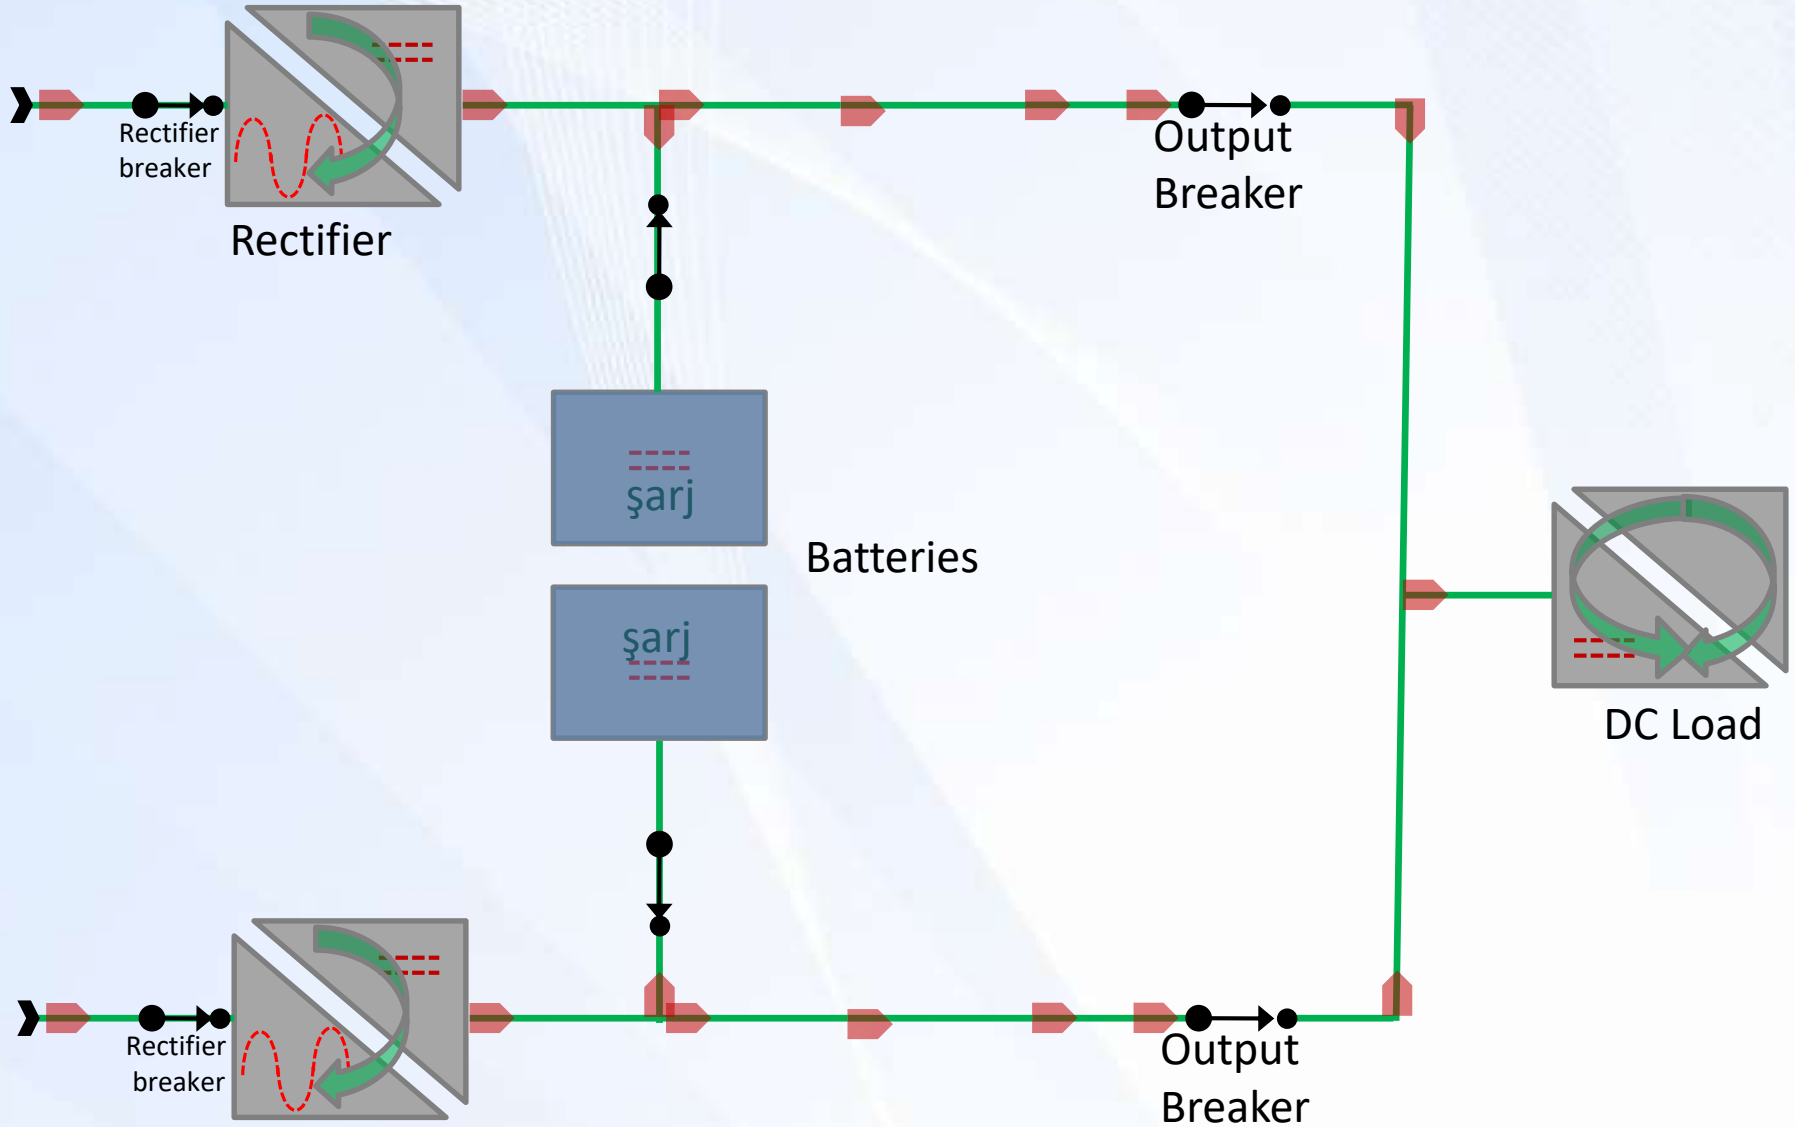 Rectifier
breaker
Rectifier
Output
Breaker
şarj
Batteries
şarj
DC Load
Rectifier
breaker
Output
Breaker